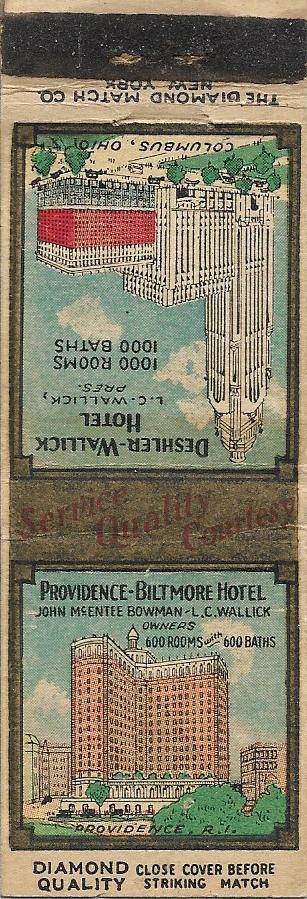 THE DIAMOND MATCH CO.
NEW YORK
DESHLER-WALLICK
HOTEL
L.C. WALLICK,
PRES.
1000 ROOMS
1000 BATHS
COLUMBUS, OHIO
Service
Quality
Courtesy
PROVIDENCE-BILTMORE HOTEL
JOHN McENTEE BOWMAN-L.C.WALLICK
OWNERS
600 ROOMS with 600 BATHS
PROVIDENCE, R.I.
DIAMOND CLOSE COVER BEFORE
QUALITY STRIKING MATCH